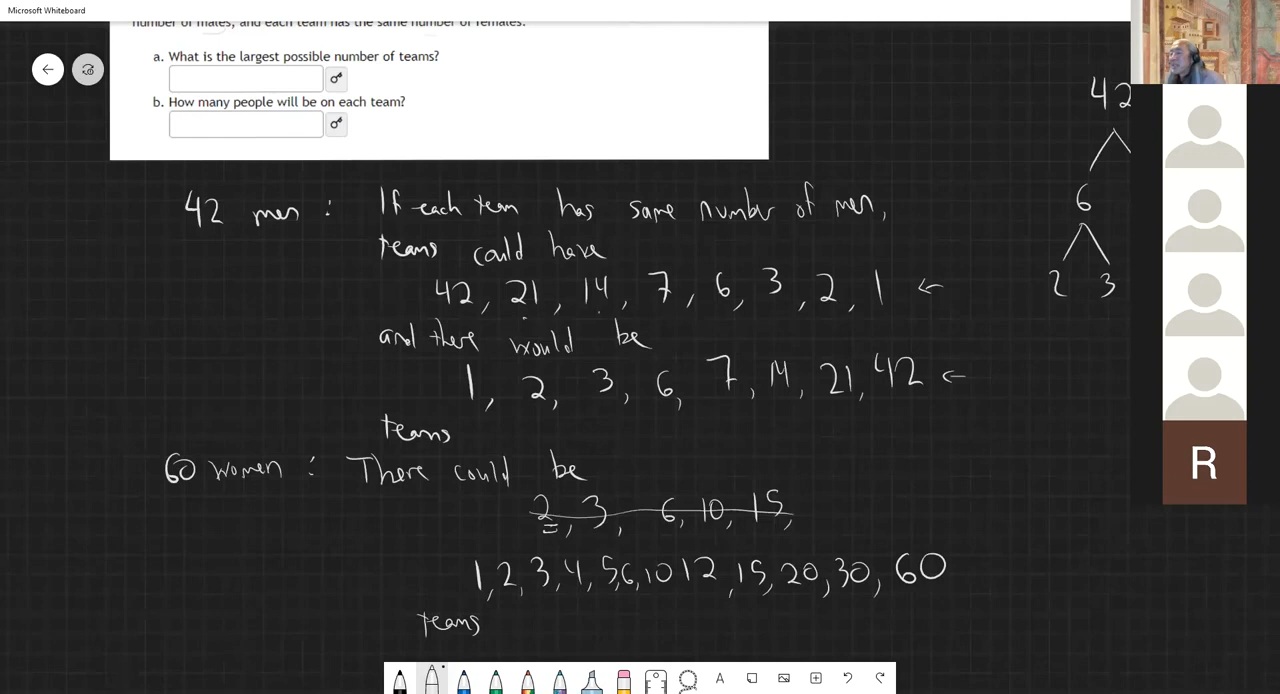 Microsoft Whiteboard
number of males, and each team has the same number of females.
a. What is the largest possible number of teams?
b. How many people will be on each team?
42
6
2 3
42 men : If each team has same number of men,
teams could have
42, 21, 14, 7, 6, 3, 2, 1 ←
and there would be
1, 2, 3, 6, 7, 14, 21, 42 ←
teams
60 women : There could be
2, 3, 6, 10, 15,
1, 2, 3, 4, 5, 6, 10 12, 15, 20, 30, 60
teams
R
A